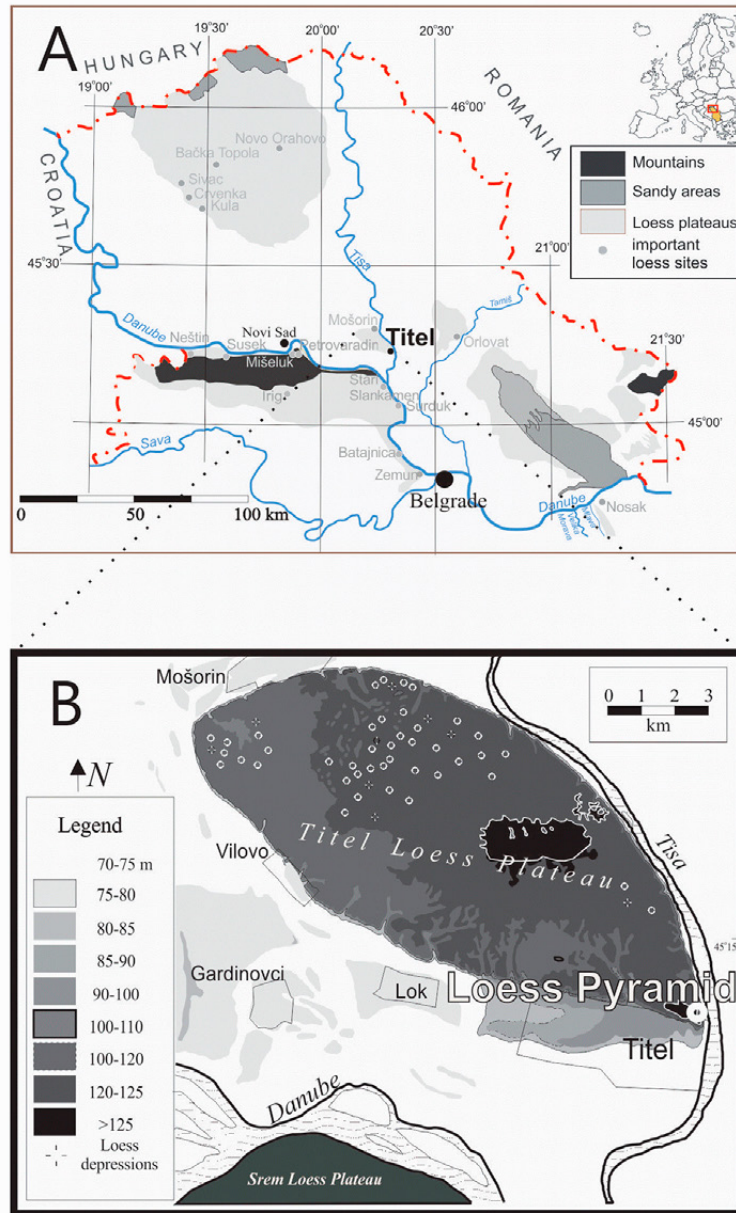 A
HUNGARY
19°30'
20°00'
20°30'
19°00'
ROMANIA
46°00'
CROATIA
Novo Orahovo
Bačka Topola
Sivac
Crvenka
Kula
Mountains
Sandy areas
Loess plateaus
important
loess sites
45°30'
Tisa
21°00'
Tamiš
Danube
Novi Sad
Mošorin
Titel
Orlovat
21°30'
Neštin
Susek
Petrovaradin
Mišeluk
Irig
Stari
Slankamen
Surduk
45°00'
Sava
Batajnica
Zemun
Belgrade
Danube
Nosak
Velika
Morava
0 50 100 km
B
Mošorin
0 1 2 3
km
N
Legend
70-75 m
75-80
80-85
85-90
90-100
100-110
100-120
120-125
>125
Loess
depressions
Vilovo
Titel Loess Plateau
Tisa
45°15'
Gardinovci
Lok
Loess Pyramid
Titel
Danube
Srem Loess Plateau